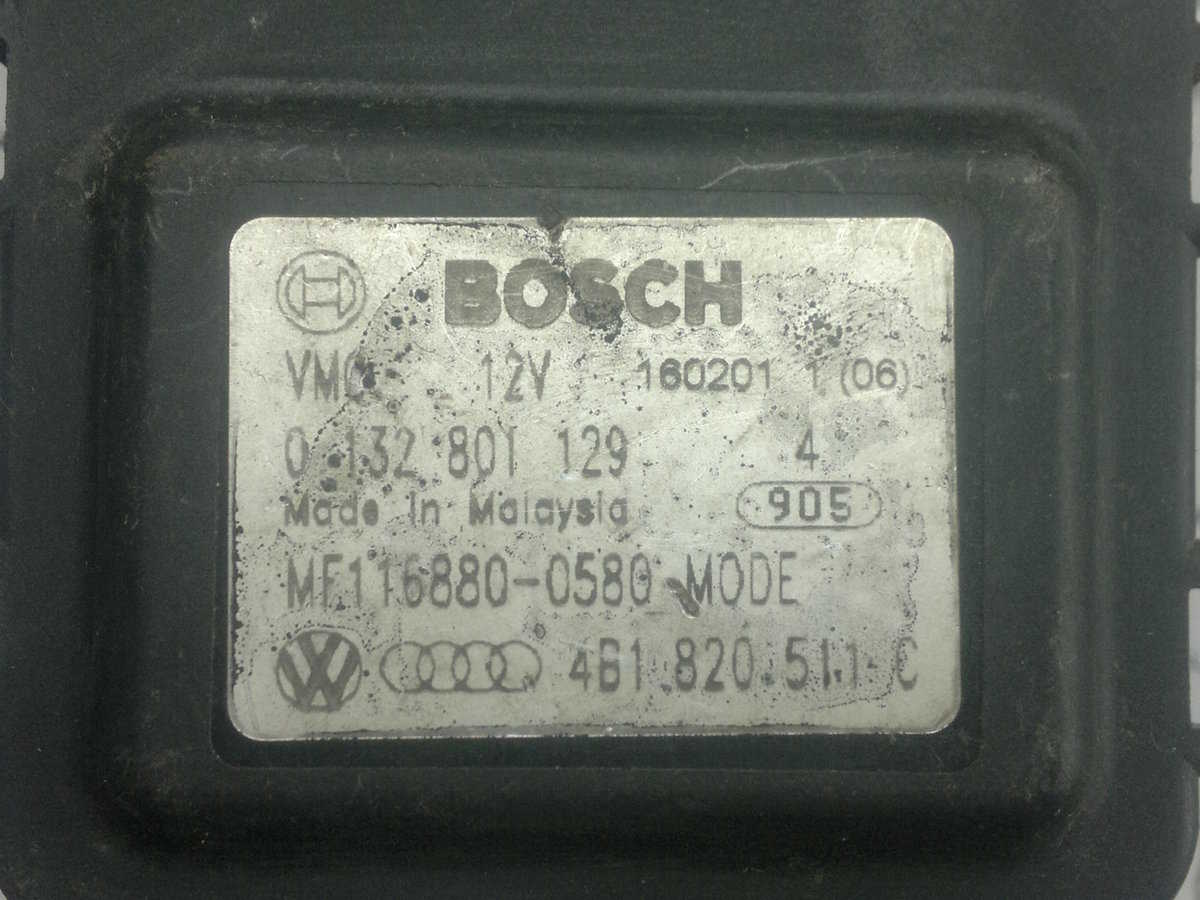 BOSCH
12V 160201 1 (06)
0 132 801 129 4
Made in Malaysia 905
MF116880-0580 MODE
4B1 820 511 C